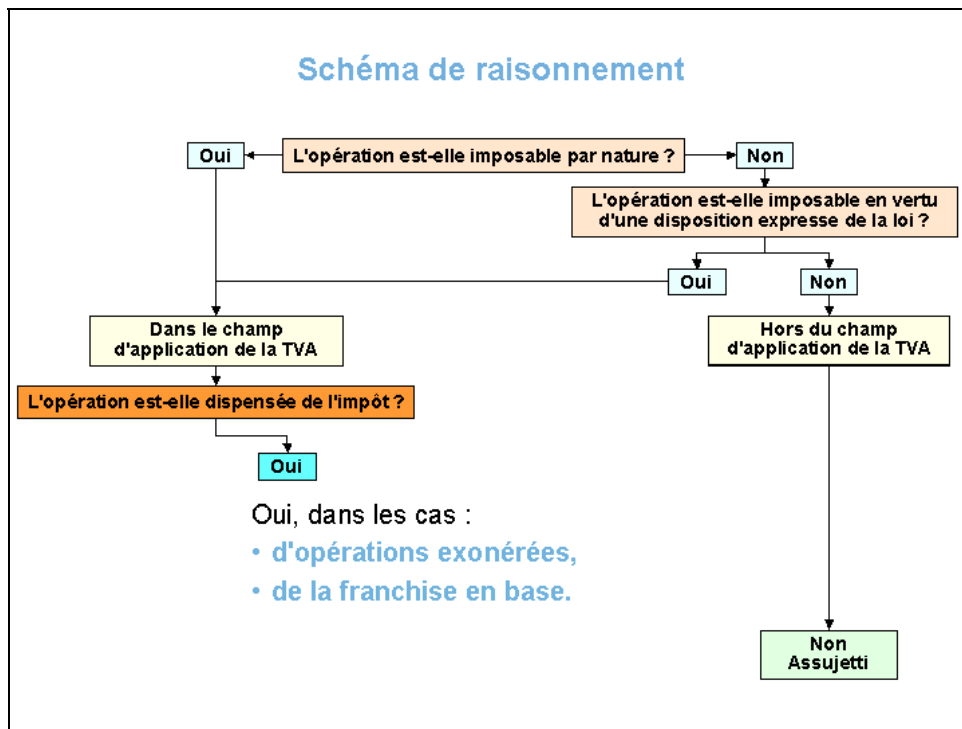 Schéma de raisonnement
Oui
L'opération est-elle imposable par nature ?
Non
L'opération est-elle imposable en vertu
d'une disposition expresse de la loi ?
Oui
Non
Dans le champ
d'application de la TVA
Hors du champ
d'application de la TVA
L'opération est-elle dispensée de l'impôt ?
Oui
Oui, dans les cas :
• d'opérations exonérées,
• de la franchise en base.
Non
Assujetti